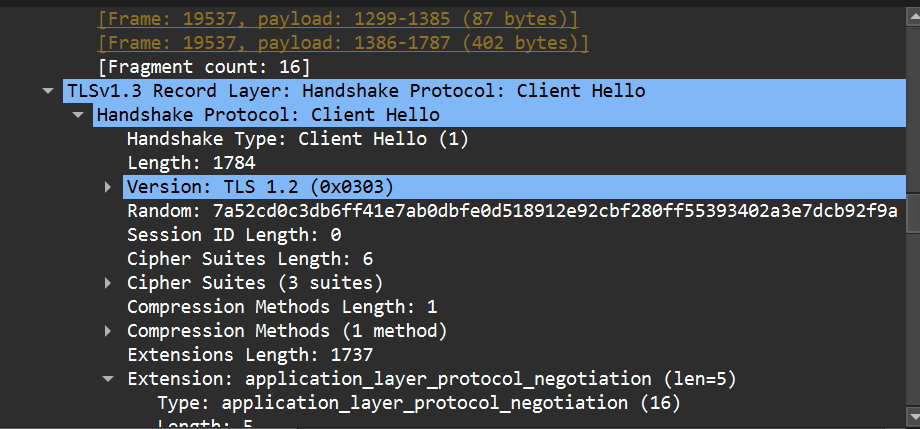 [Frame: 19537, payload: 1299-1385 (87 bytes)]
[Frame: 19537, payload: 1386-1787 (402 bytes)]
[Fragment count: 16]
TLSv1.3 Record Layer: Handshake Protocol: Client Hello
Handshake Protocol: Client Hello
Handshake Type: Client Hello (1)
Length: 1784
Version: TLS 1.2 (0x0303)
Random: 7a52cd0c3db6ff41e7ab0dbfe0d518912e92cbf280ff55393402a3e7dcb92f9a
Session ID Length: 0
Cipher Suites Length: 6
Cipher Suites (3 suites)
Compression Methods Length: 1
Compression Methods (1 method)
Extensions Length: 1737
Extension: application_layer_protocol_negotiation (len=5)
Type: application_layer_protocol_negotiation (16)
Length: 5